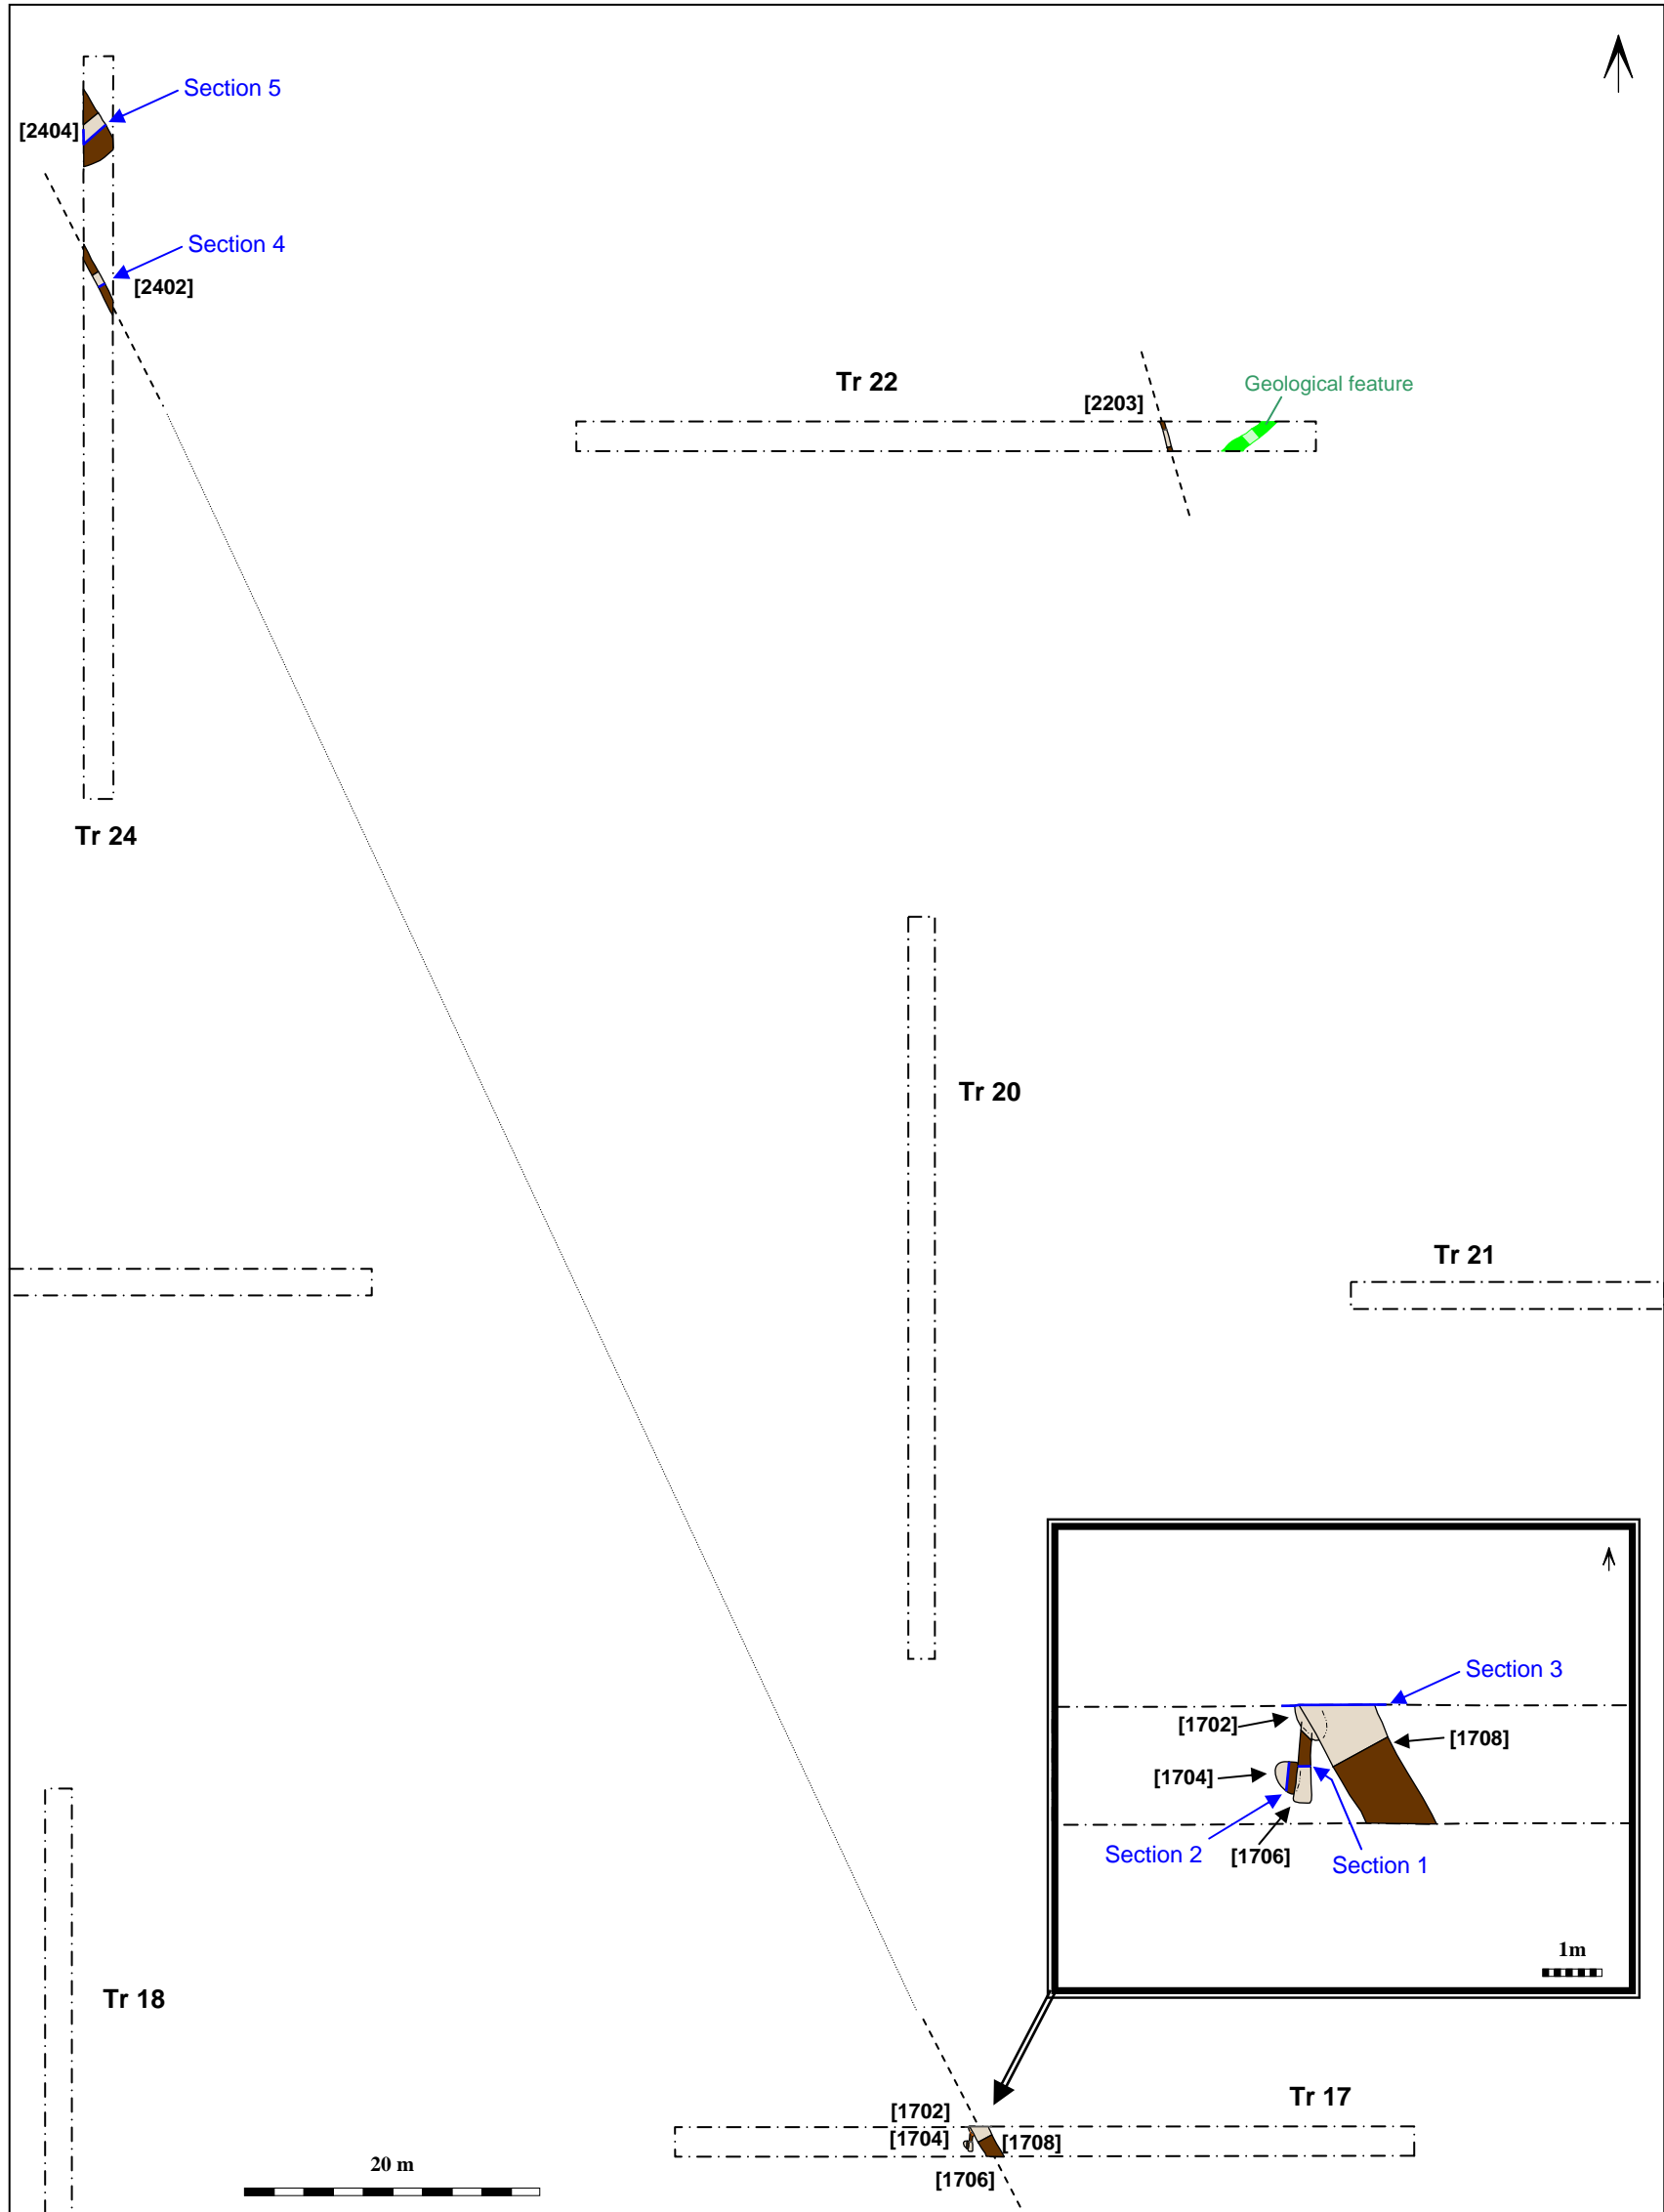 Section 5
[2404]
Section 4
[2402]
Tr 22
Geological feature
[2203]
Tr 24
Tr 20
Tr 21
Section 3
[1702]
[1708]
[1704]
Section 2
[1706]
Section 1
1m
Tr 18
Tr 17
[1702]
[1704]
[1708]
20 m
[1706]